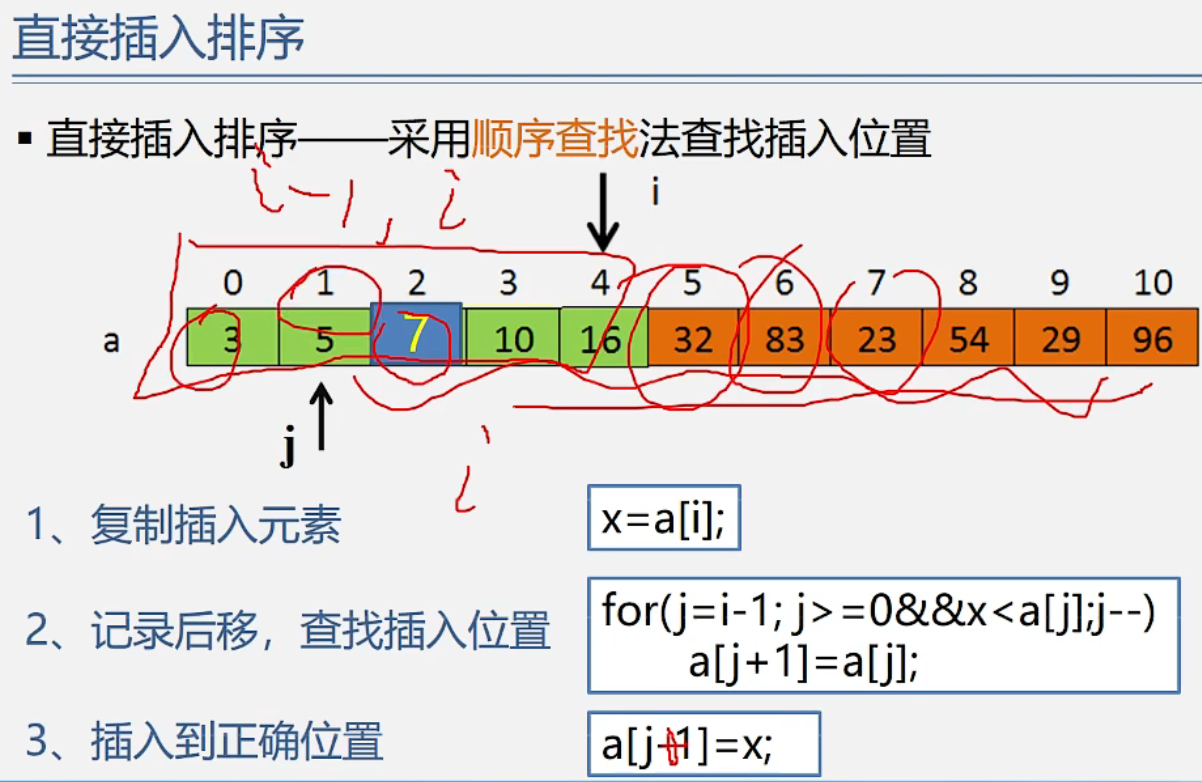 直接插入排序
▪ 直接插入排序——采用顺序查找法查找插入位置
i-1, i
i
0 1 2 3 4 5 6 7 8 9 10
a 3 5 7 10 16 32 83 23 54 29 96
j
i
1、复制插入元素 x=a[i];
2、记录后移，查找插入位置 for(j=i-1; j>=0&&x<a[j];j--)
a[j+1]=a[j];
3、插入到正确位置 a[j+1]=x;